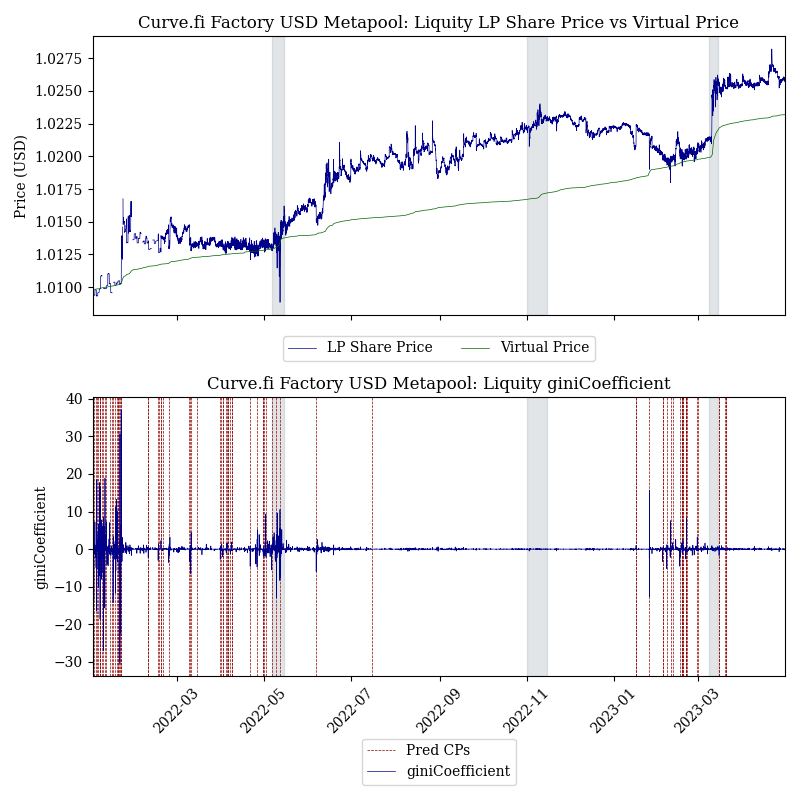 Curve.fi Factory USD Metapool: Liquity LP Share Price vs Virtual Price
Price (USD)
1.0275
1.0250
1.0225
1.0200
1.0175
1.0150
1.0125
1.0100
LP Share Price
Virtual Price
Curve.fi Factory USD Metapool: Liquity giniCoefficient
giniCoefficient
40
30
20
10
0
−10
−20
−30
2022-03
2022-05
2022-07
2022-09
2022-11
2023-01
2023-03
Pred CPs
giniCoefficient